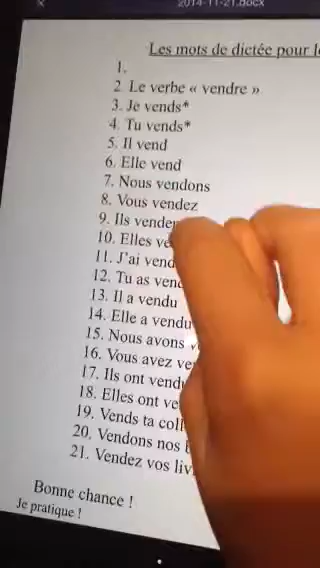 2014-11-21.docx
Les mots de dictée pour
1.
2. Le verbe « vendre »
3. Je vends*
4. Tu vends*
5. Il vend
6. Elle vend
7. Nous vendons
8. Vous vendez
9. Ils
10. Elles
11. J'ai
12. Tu as
13. Il a vendu
14. Elle a vendu
15. Nous avons
16. Vous avez
17. Ils ont
18. Elles ont
19. Vends ta
20. Vendons nos
21. Vendez vos
Bonne chance !
Je pratique !